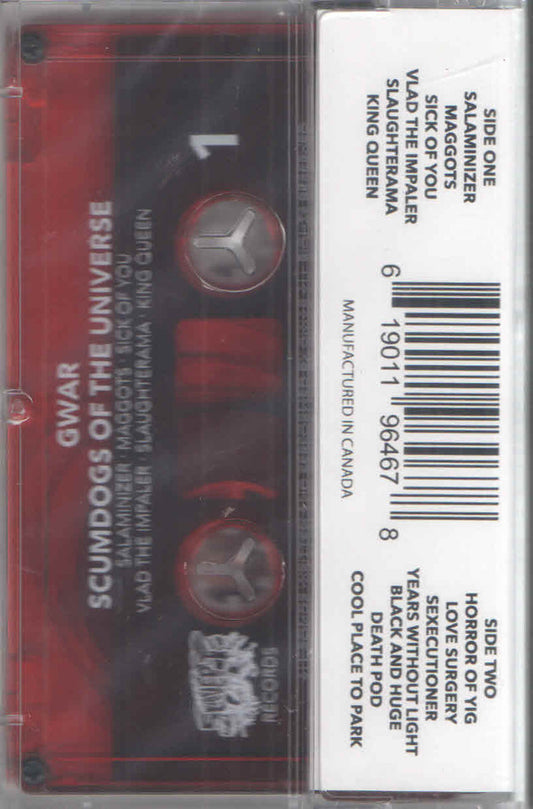 GWAR
SCUMDOGS OF THE UNIVERSE
SALAMINIZER MAGGOTS SICK OF YOU
VLAD THE IMPALER SLAUGHTERAMA KING QUEEN
1
RECORDS
SIDE ONE
SALAMINIZER
MAGGOTS
SICK OF YOU
VLAD THE IMPALER
SLAUGHTERAMA
KING QUEEN
6 19011 96467 8
MANUFACTURED IN CANADA
SIDE TWO
HORROR OF YIG
LOVE SURGERY
SEXECUTIONER
YEARS WITHOUT LIGHT
BLACK AND HUGE
DEATH POD
COOL PLACE TO PARK